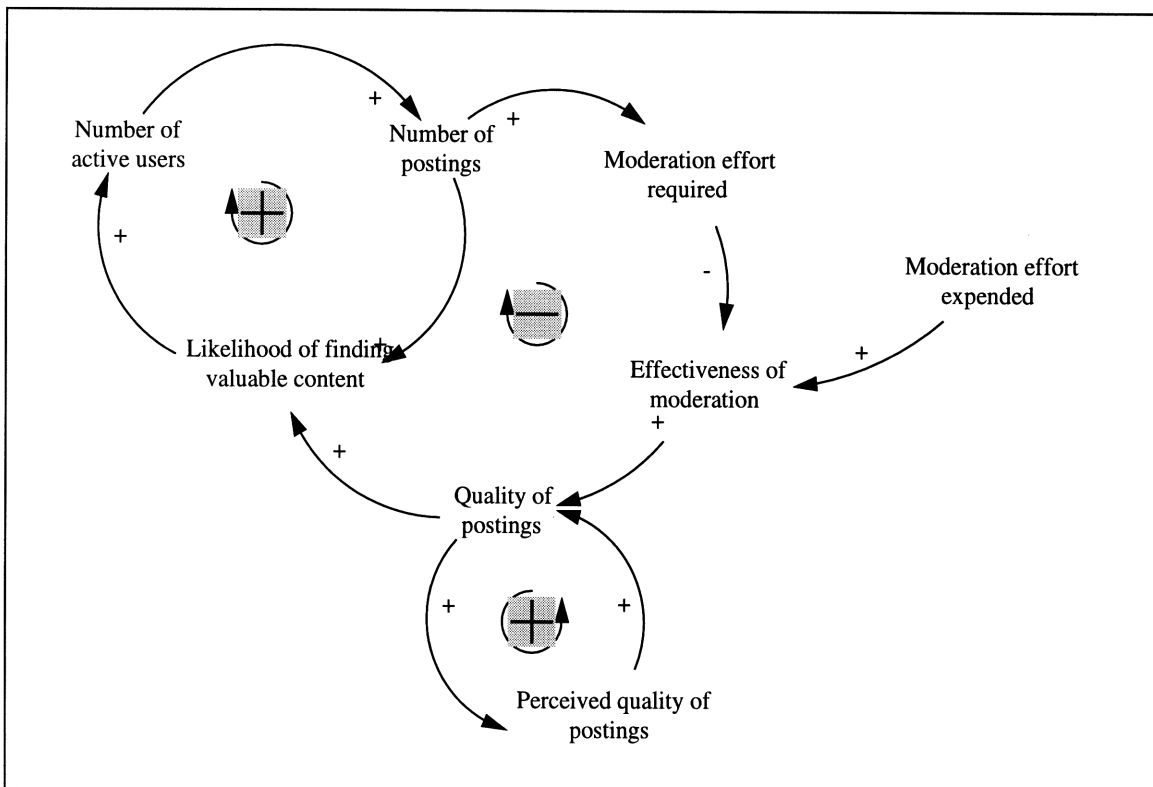 Number of
active users
+
Number of
postings
+
Moderation effort
required
+
-
Moderation effort
expended
+
+
Likelihood of finding
valuable content
+
Effectiveness of
moderation
+
+
Quality of
postings
+
+
Perceived quality of
postings